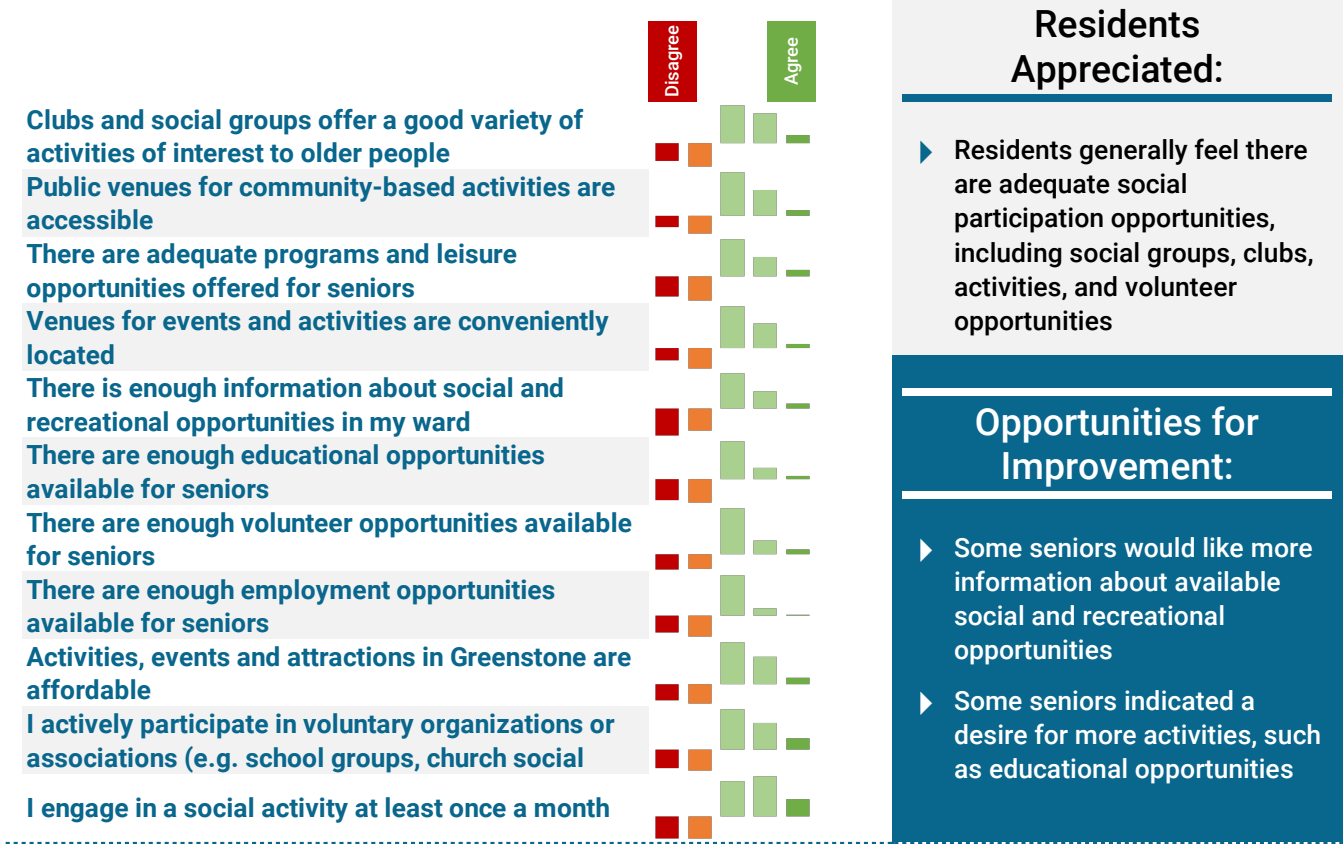 Disagree
Agree
Clubs and social groups offer a good variety of
activities of interest to older people
Public venues for community-based activities are
accessible
There are adequate programs and leisure
opportunities offered for seniors
Venues for events and activities are conveniently
located
There is enough information about social and
recreational opportunities in my ward
There are enough educational opportunities
available for seniors
There are enough volunteer opportunities available
for seniors
There are enough employment opportunities
available for seniors
Activities, events and attractions in Greenstone are
affordable
I actively participate in voluntary organizations or
associations (e.g. school groups, church social
I engage in a social activity at least once a month
Residents
Appreciated:
Residents generally feel there
are adequate social
participation opportunities,
including social groups, clubs,
activities, and volunteer
opportunities
Opportunities for
Improvement:
Some seniors would like more
information about available
social and recreational
opportunities
Some seniors indicated a
desire for more activities, such
as educational opportunities